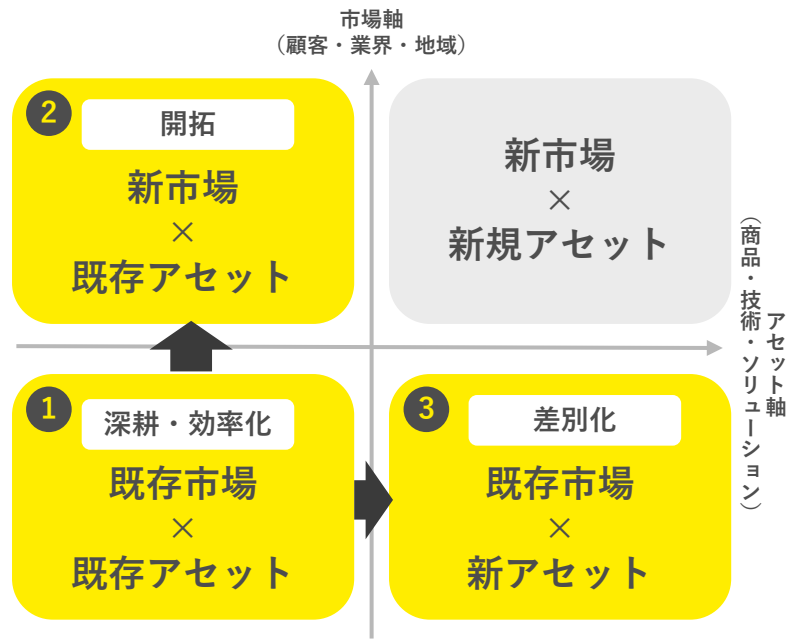 市場軸
（顧客・業界・地域）
2
開拓
新市場
×
既存アセット
新市場
×
新規アセット
アセット軸
（商品・技術・ソリューション）
1
深耕・効率化
既存市場
×
既存アセット
3
差別化
既存市場
×
新アセット